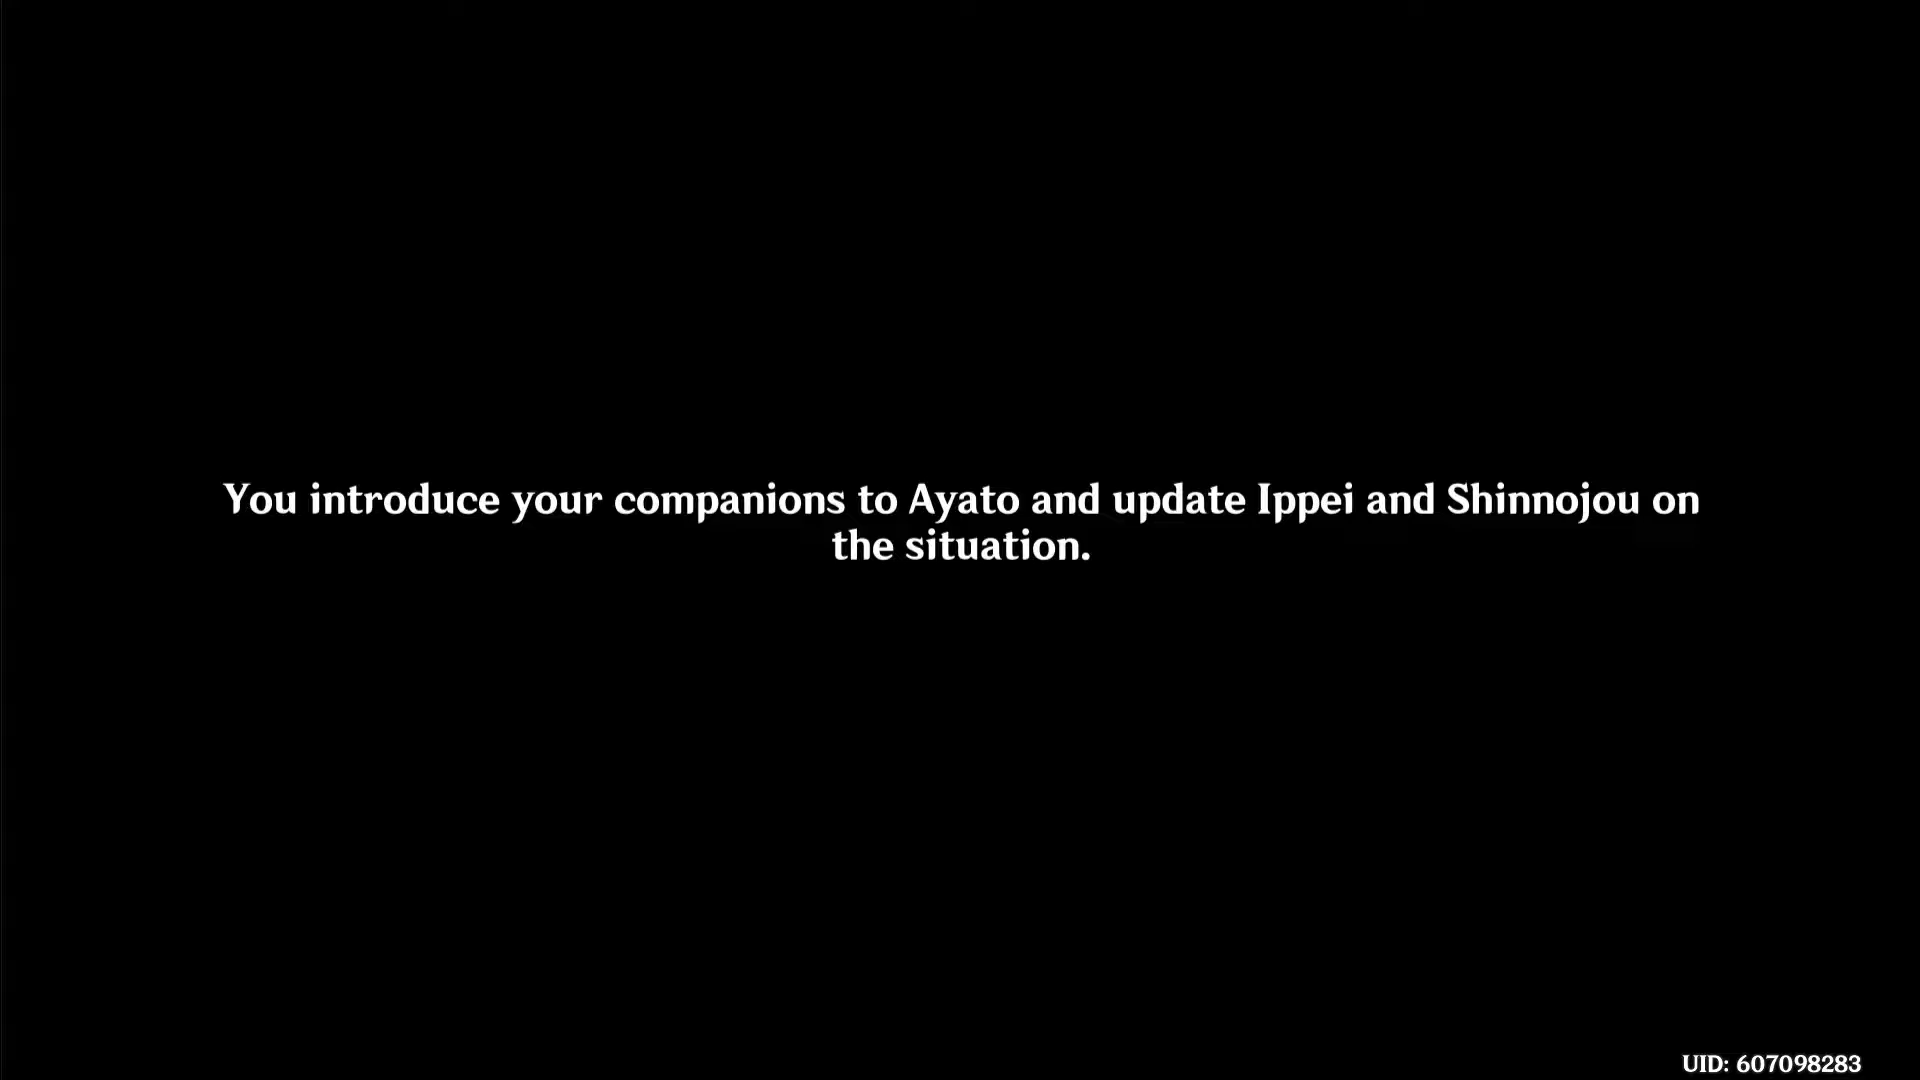 You introduce your companions to Ayato and update Ippei and Shinnojou on
the situation.
UID: 607098283